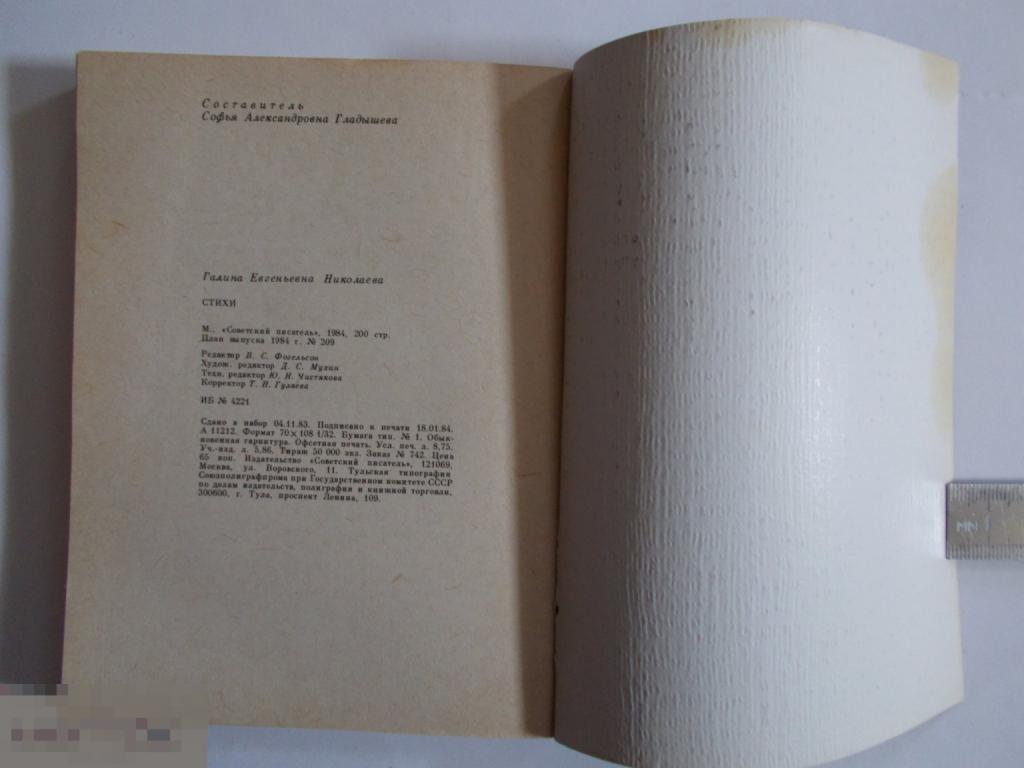 Составитель
Софья Александровна Гладышева
Галина Евгеньевна Николаева
СТИХИ
М., «Советский писатель», 1984, 200 стр.
План выпуска 1984 г. № 209
Редактор В. С. Фогельсон
Худож. редактор Д. С. Мухин
Техн. редактор Ю. Н. Чистякова
Корректор Т. Н. Гуляева
ИБ № 4221
Сдано в набор 04.11.83. Подписано к печати 18.01.84.
А 11212. Формат 70×108 1/32. Бумага тип. № 1. Обык-
новенная гарнитура. Офсетная печать. Усл. печ. л. 8,75.
Уч.-изд. л. 5,86. Тираж 50 000 экз. Заказ № 742. Цена
65 коп. Издательство «Советский писатель», 121069,
Москва, ул. Воровского, 11. Тульская типография
Союзполиграфпрома при Государственном комитете СССР
по делам издательств, полиграфии и книжной торговли,
300600, г. Тула, проспект Ленина, 109.
MN 1